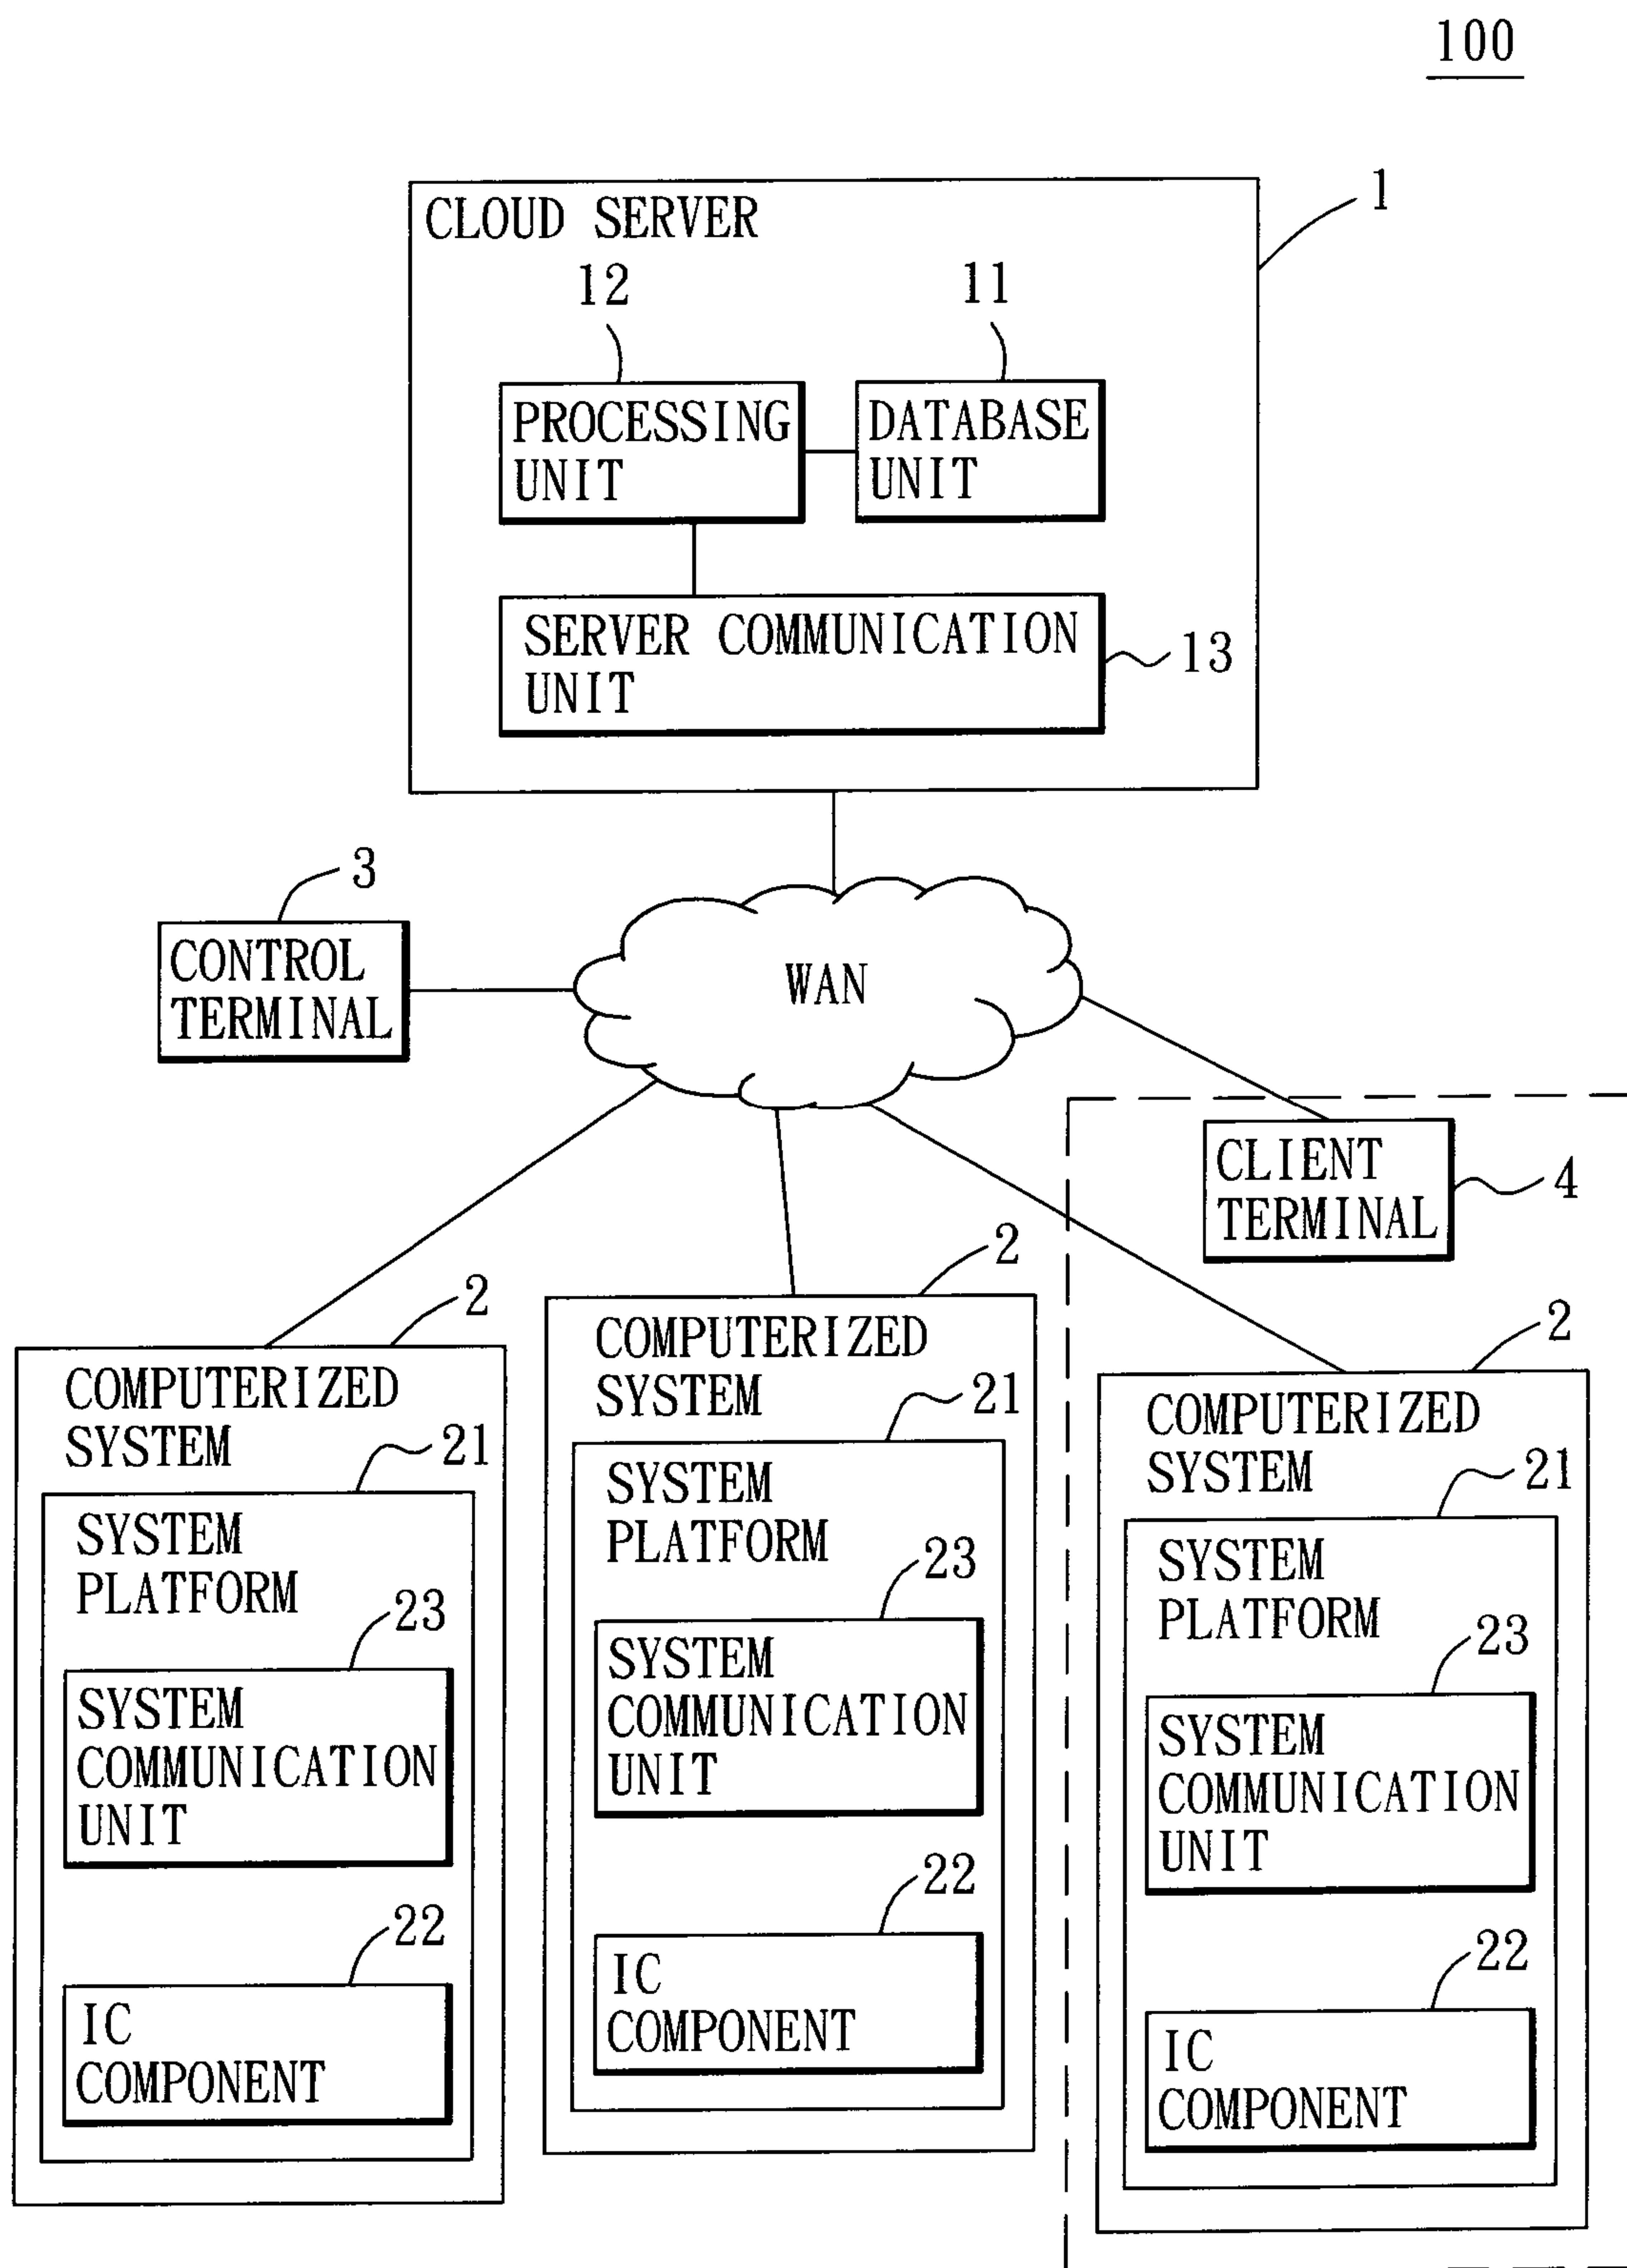 100
CLOUD SERVER
1
12
11
PROCESSING
UNIT
DATABASE
UNIT
SERVER COMMUNICATION
UNIT
13
3
CONTROL
TERMINAL
WAN
CLIENT
TERMINAL
4
2
COMPUTERIZED
SYSTEM
21
SYSTEM
PLATFORM
23
SYSTEM
COMMUNICATION
UNIT
22
IC
COMPONENT
2
COMPUTERIZED
SYSTEM
21
SYSTEM
PLATFORM
23
SYSTEM
COMMUNICATION
UNIT
22
IC
COMPONENT
2
COMPUTERIZED
SYSTEM
21
SYSTEM
PLATFORM
23
SYSTEM
COMMUNICATION
UNIT
22
IC
COMPONENT